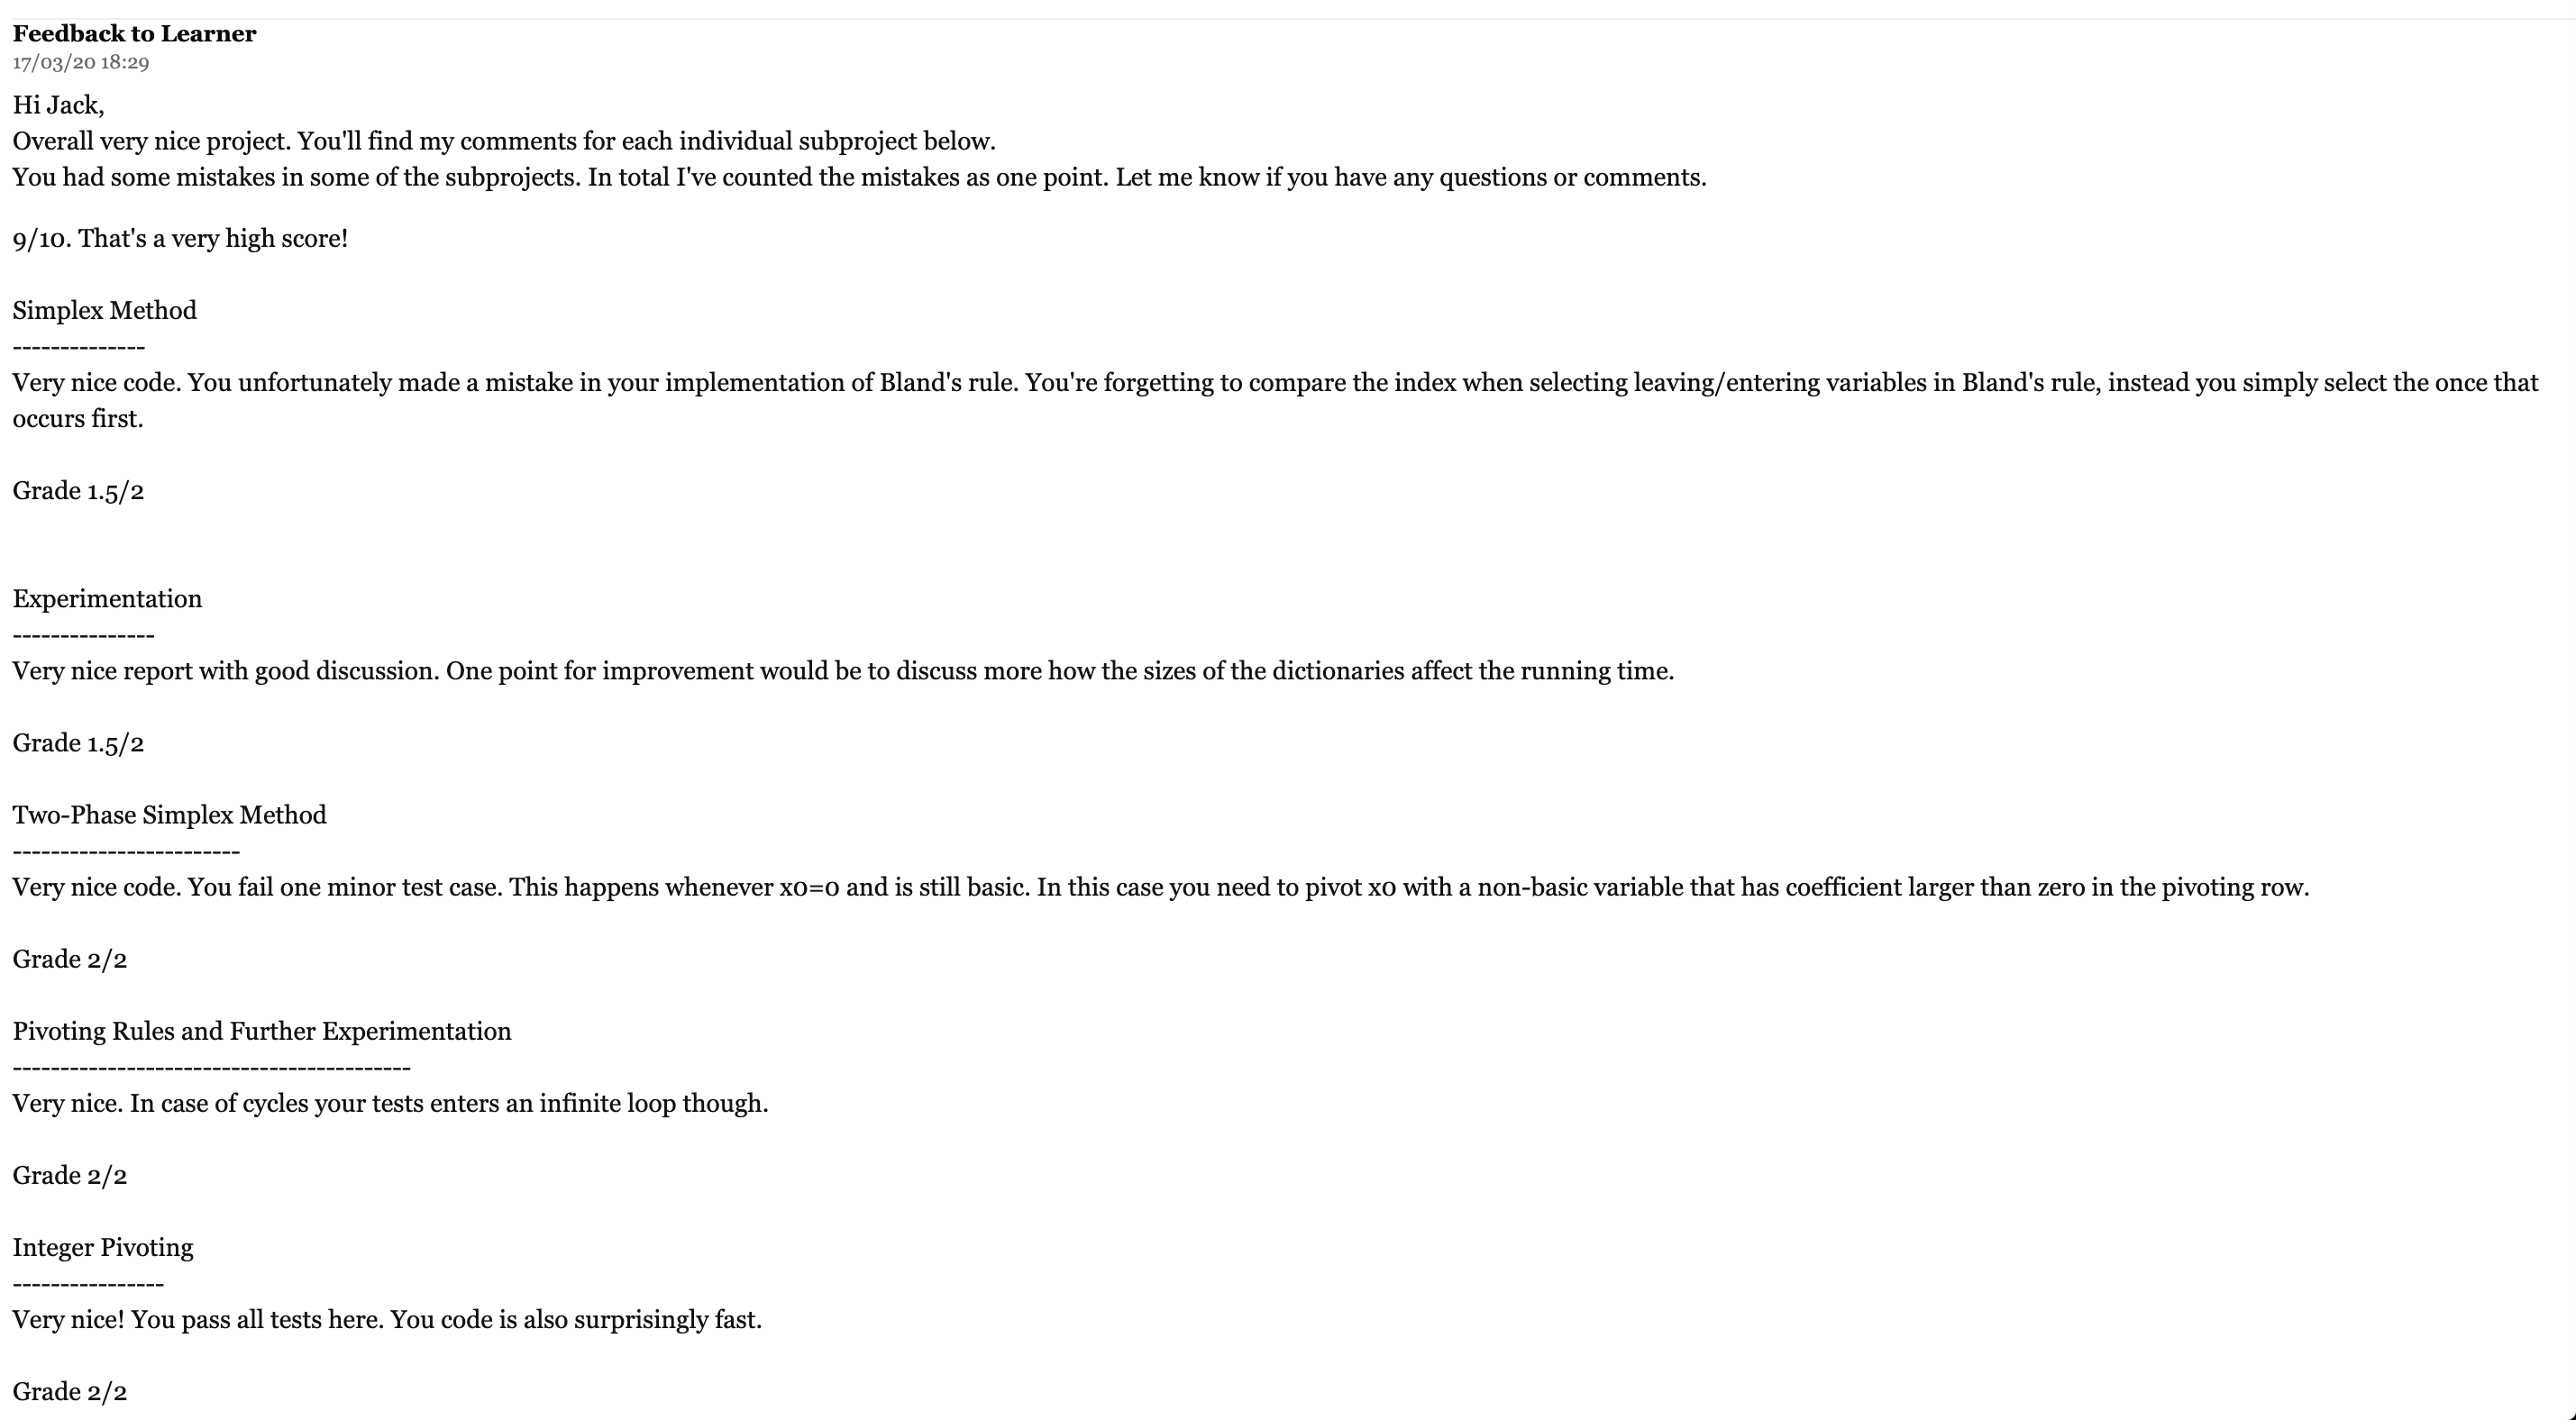 Feedback to Learner
17/03/20 18:29
Hi Jack,
Overall very nice project. You'll find my comments for each individual subproject below.
You had some mistakes in some of the subprojects. In total I've counted the mistakes as one point. Let me know if you have any questions or comments.
9/10. That's a very high score!
Simplex Method
--------------
Very nice code. You unfortunately made a mistake in your implementation of Bland's rule. You're forgetting to compare the index when selecting leaving/entering variables in Bland's rule, instead you simply select the once that
occurs first.
Grade 1.5/2
Experimentation
---------------
Very nice report with good discussion. One point for improvement would be to discuss more how the sizes of the dictionaries affect the running time.
Grade 1.5/2
Two-Phase Simplex Method
------------------------
Very nice code. You fail one minor test case. This happens whenever x0=0 and is still basic. In this case you need to pivot x0 with a non-basic variable that has coefficient larger than zero in the pivoting row.
Grade 2/2
Pivoting Rules and Further Experimentation
----------------------------------------
Very nice. In case of cycles your tests enters an infinite loop though.
Grade 2/2
Integer Pivoting
----------------
Very nice! You pass all tests here. You code is also surprisingly fast.
Grade 2/2